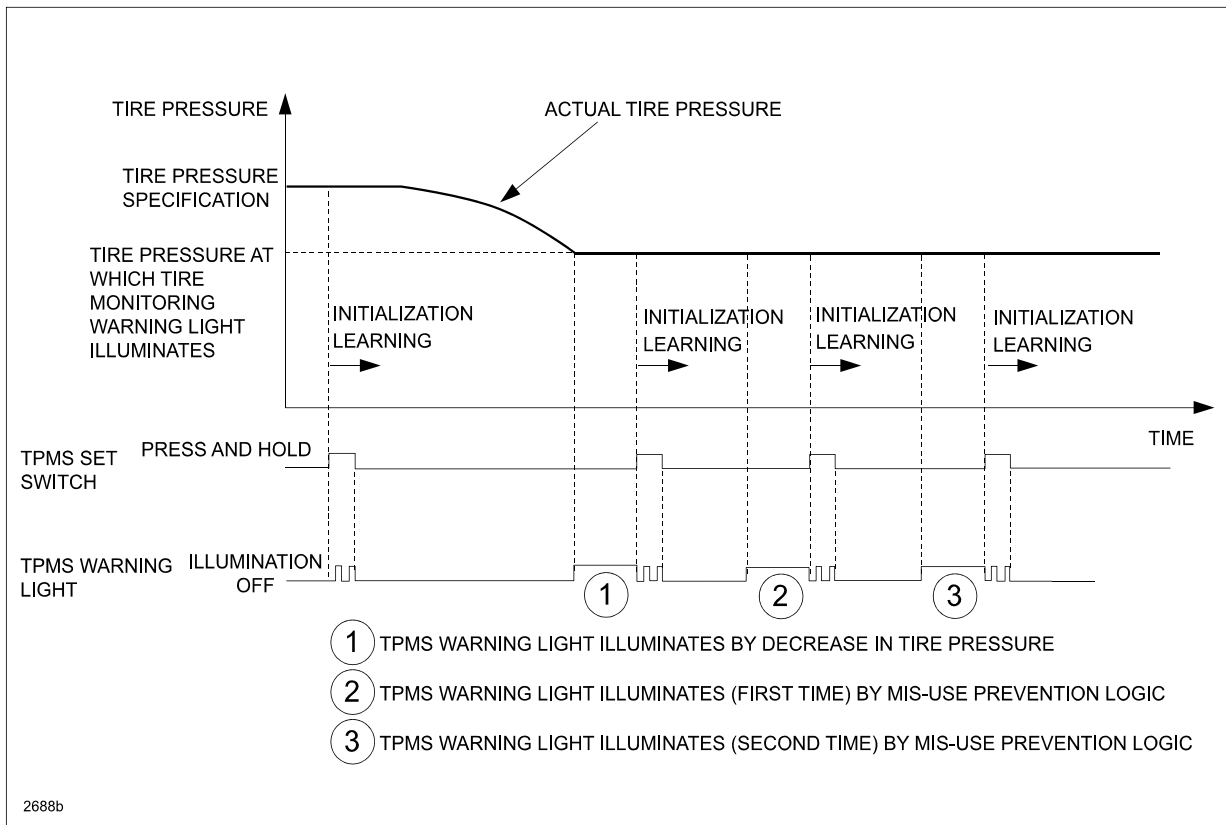 TIRE PRESSURE
ACTUAL TIRE PRESSURE
TIRE PRESSURE
SPECIFICATION
TIRE PRESSURE AT
WHICH TIRE
MONITORING
WARNING LIGHT
ILLUMINATES
INITIALIZATION
LEARNING
INITIALIZATION
LEARNING
INITIALIZATION
LEARNING
INITIALIZATION
LEARNING
TIME
TPMS SET
SWITCH
PRESS AND HOLD
TPMS WARNING
LIGHT
ILLUMINATION
OFF
1
2
3
1 TPMS WARNING LIGHT ILLUMINATES BY DECREASE IN TIRE PRESSURE
2 TPMS WARNING LIGHT ILLUMINATES (FIRST TIME) BY MIS-USE PREVENTION LOGIC
3 TPMS WARNING LIGHT ILLUMINATES (SECOND TIME) BY MIS-USE PREVENTION LOGIC
2688b